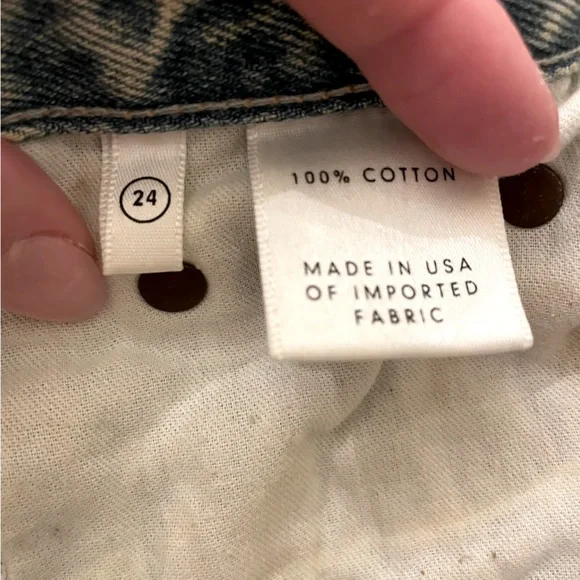 24
100% COTTON
MADE IN USA
OF IMPORTED
FABRIC